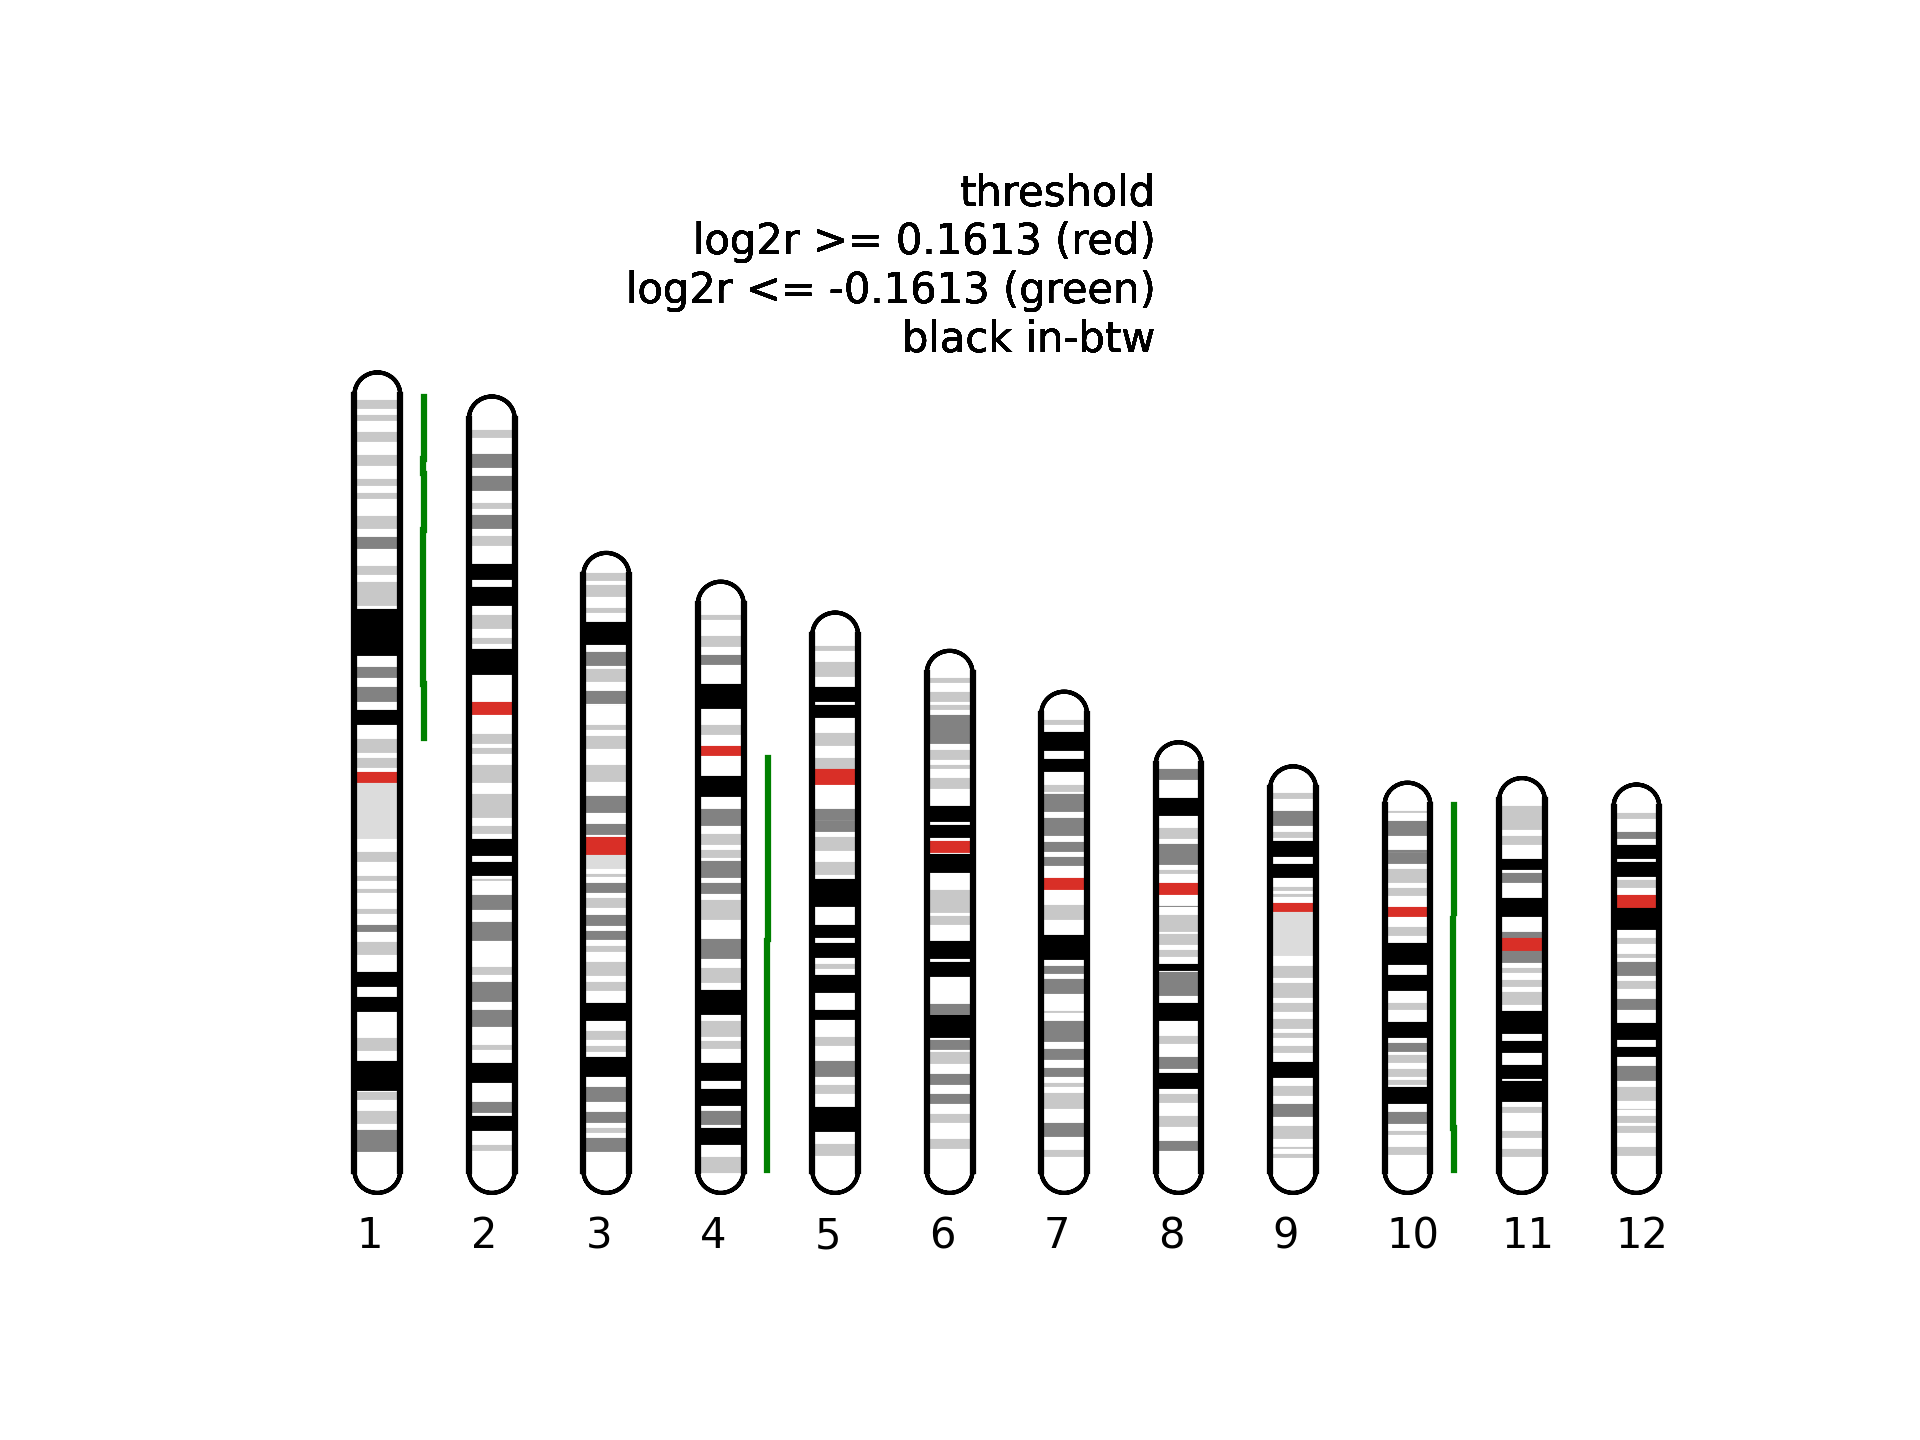 threshold
log2r >= 0.1613 (red)
log2r <= -0.1613 (green)
black in-btw
1 2 3 4 5 6 7 8 9 10 11 12